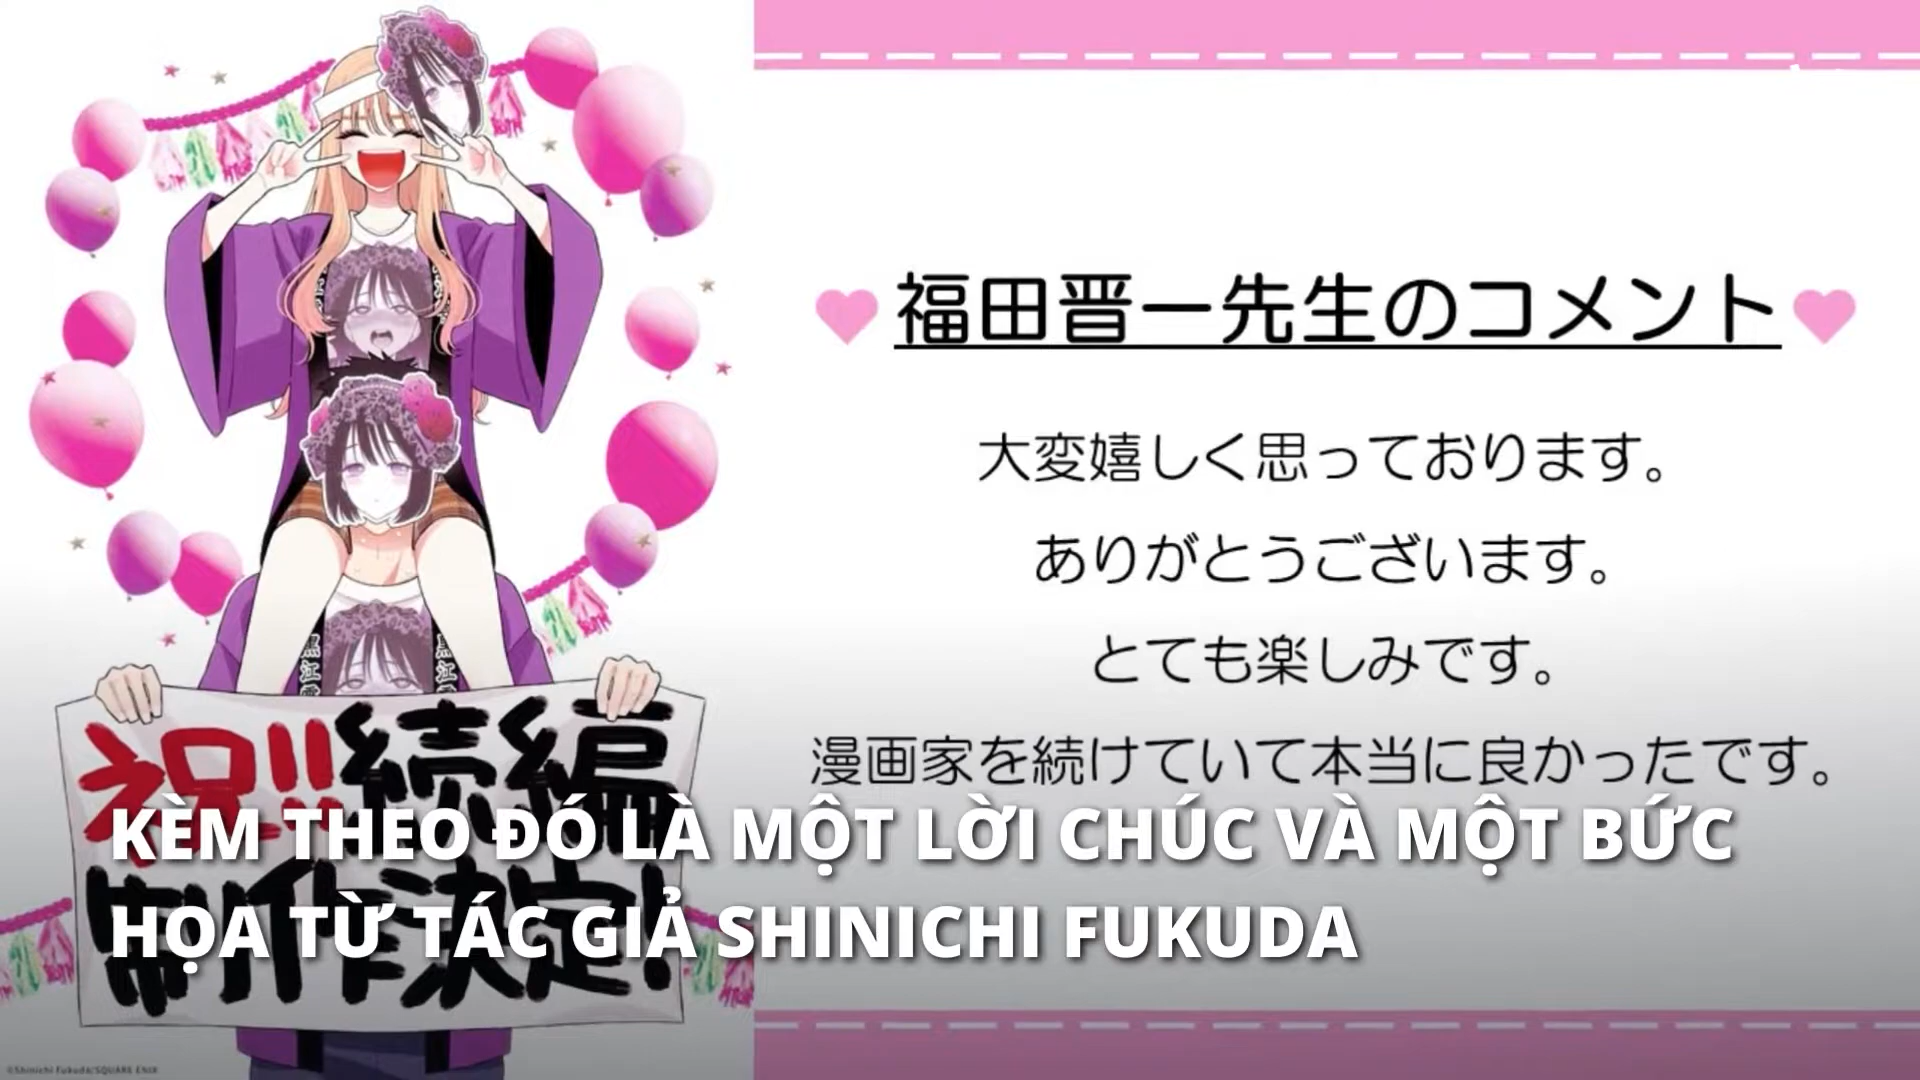 福田晋一先生のコメント
大変嬉しく思っております。
ありがとうございます。
とても楽しみです。
漫画家を続けていて本当に良かったです。
祝!!続編
制作決定!
KÈM THEO ĐÓ LÀ MỘT LỜI CHÚC VÀ MỘT BỨC
HỌA TỪ TÁC GIẢ SHINICHI FUKUDA
©Shinichi Fukuda/SQUARE ENIX